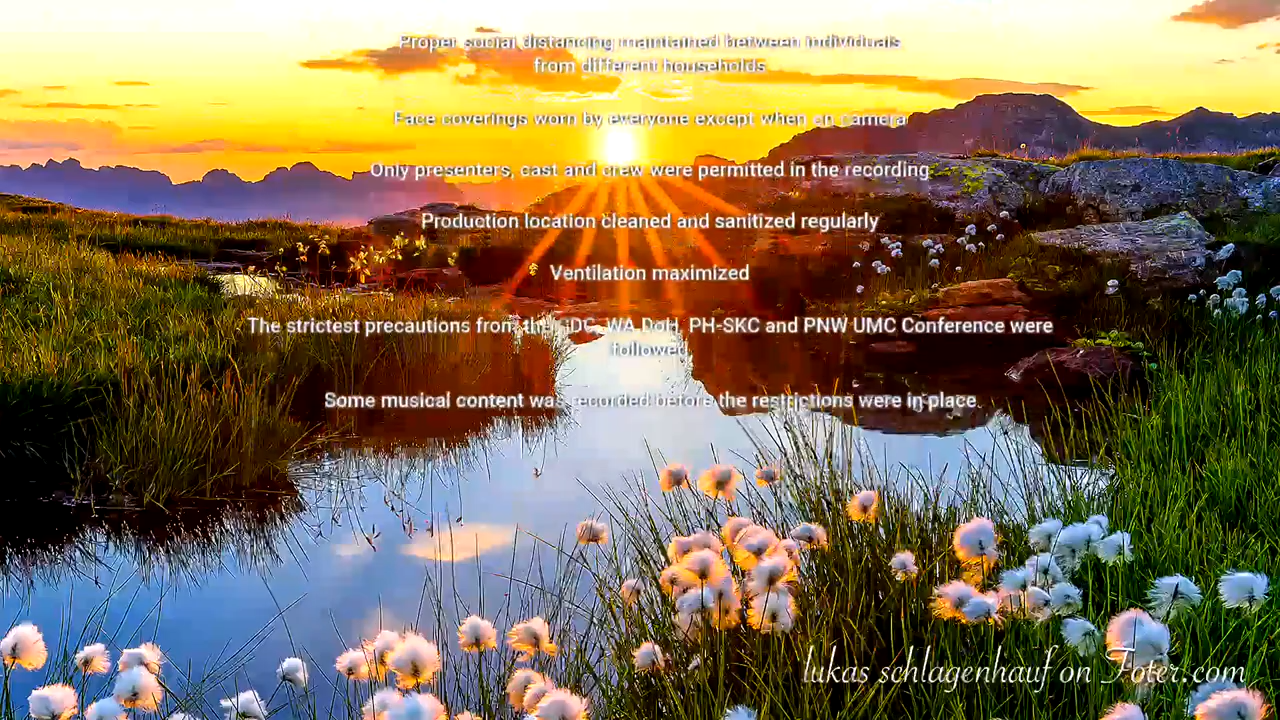 Proper social distancing maintained between individuals
from different households.
Face coverings worn by everyone except when on camera
Only presenters, cast and crew were permitted in the recording
Production location cleaned and sanitized regularly
Ventilation maximized
The strictest precautions from the CDC, WA DoH, PH-SKC and PNW UMC Conference were
followed
Some musical content was recorded before the restrictions were in place.
lukas schlagenhauf on Foter.com